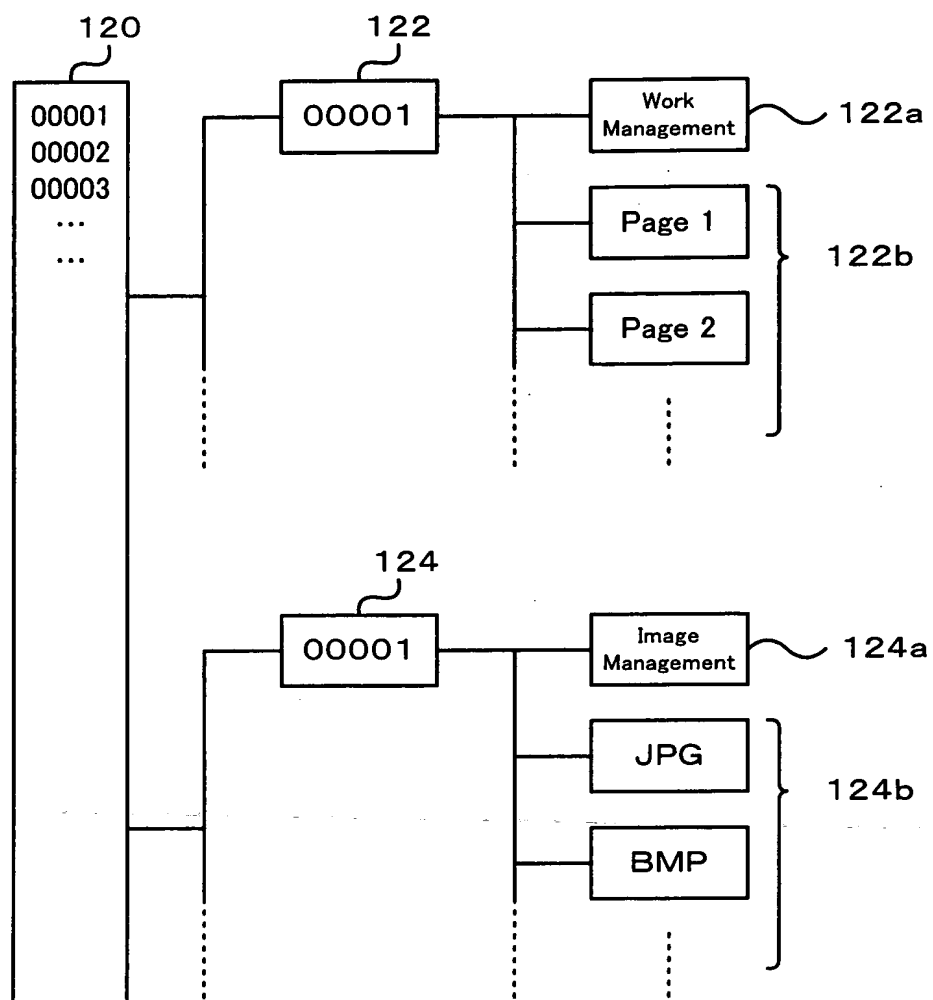 120
122
00001
00002
00003
...
...
00001
Work
Management
122a
Page 1
122b
Page 2
124
00001
Image
Management
124a
JPG
124b
BMP